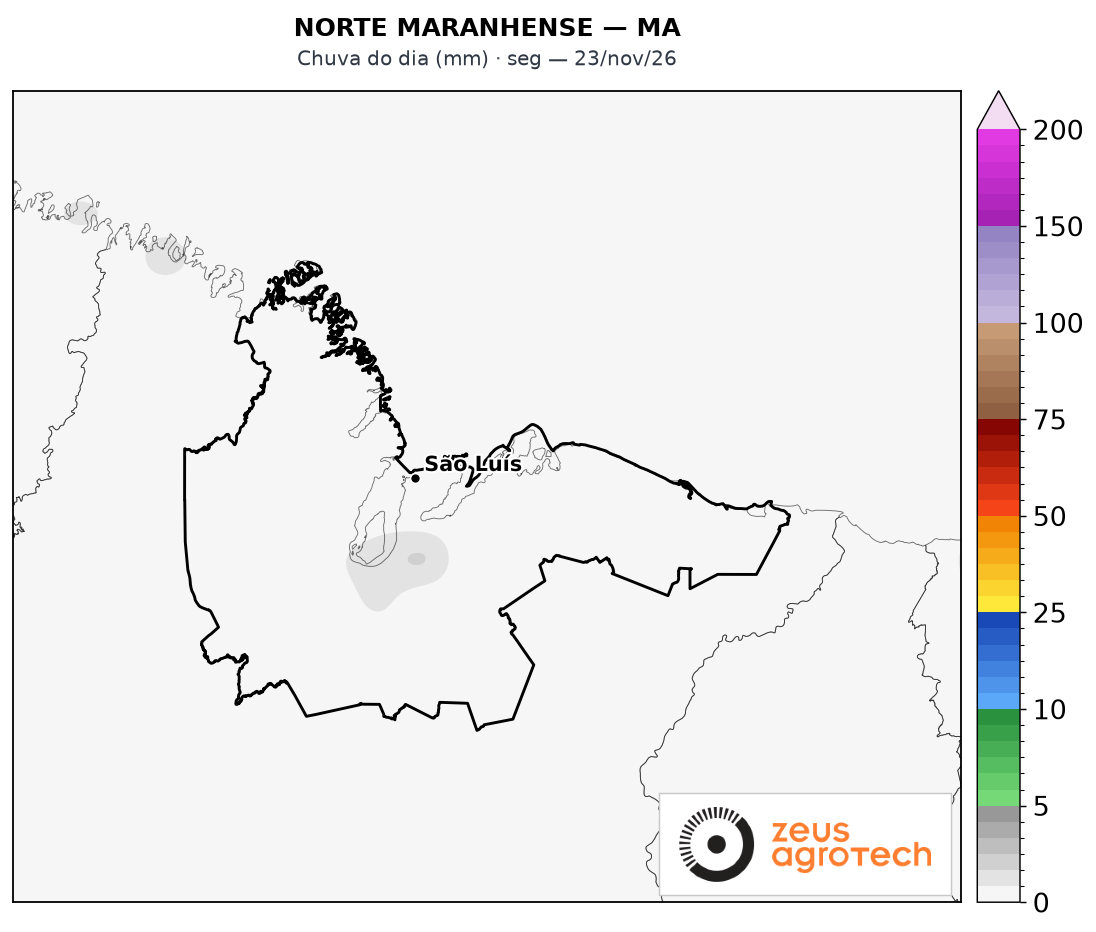 NORTE MARANHENSE — MA
Chuva do dia (mm) · seg — 23/nov/26
200
150
100
75
50
25
10
5
0
São Luís
zeus
agrotech